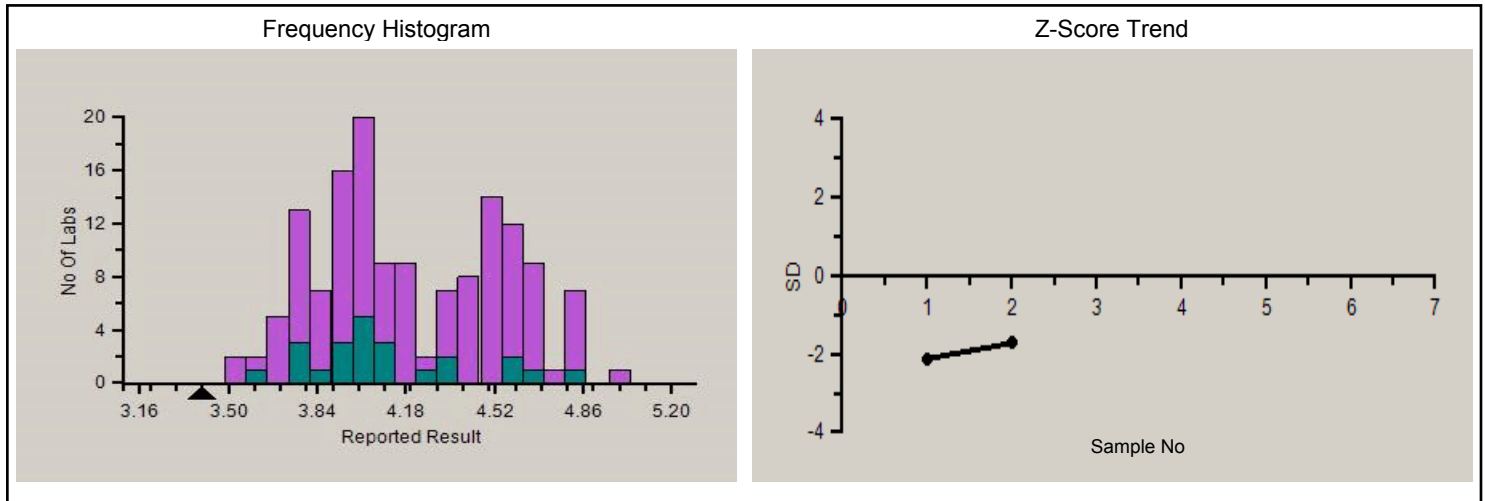 Frequency Histogram
20
16
12
8
4
0
No Of Labs
3.16 3.50 3.84 4.18 4.52 4.86 5.20
Reported Result
Z-Score Trend
4
2
0
-2
-4
SD
0 1 2 3 4 5 6 7
Sample No